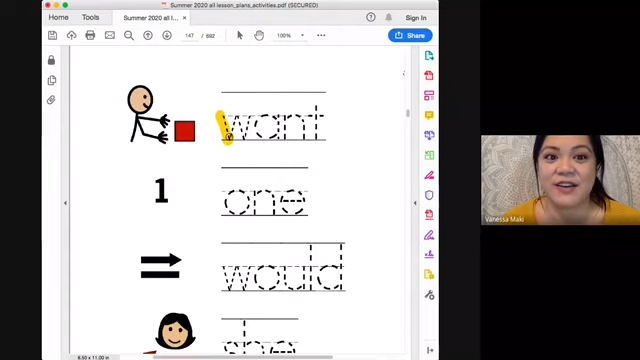 Summer 2020 all lesson_plans_activities.pdf (SECURED)
Home Tools Summer 2020 all l... × Sign In
147 / 692 100%
want
1 one
would
she
8.50 x 11.00 in
Vanessa Maki